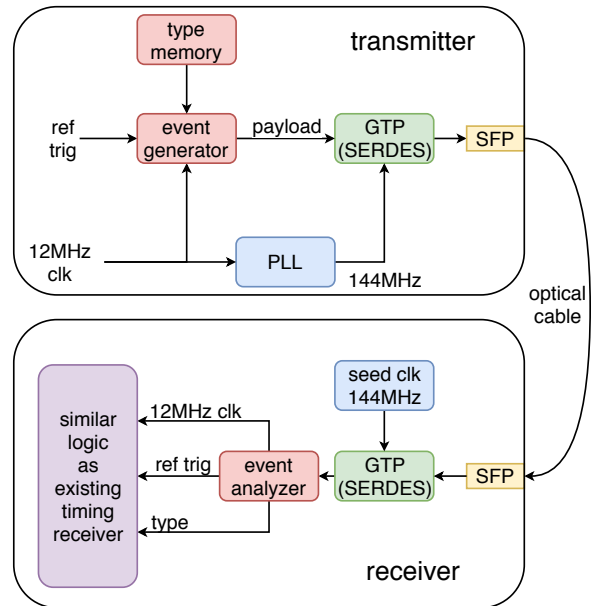 transmitter
type
memory
ref
trig
event
generator
payload
GTP
(SERDES)
SFP
12MHz
clk
PLL
144MHz
optical
cable
seed clk
144MHz
similar
logic
as
existing
timing
receiver
12MHz clk
ref trig
type
event
analyzer
GTP
(SERDES)
SFP
receiver